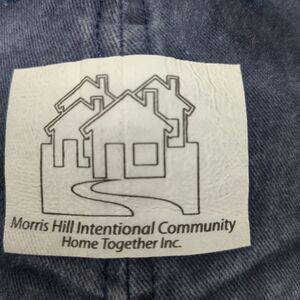 Morris Hill Intentional Community
Home Together Inc.